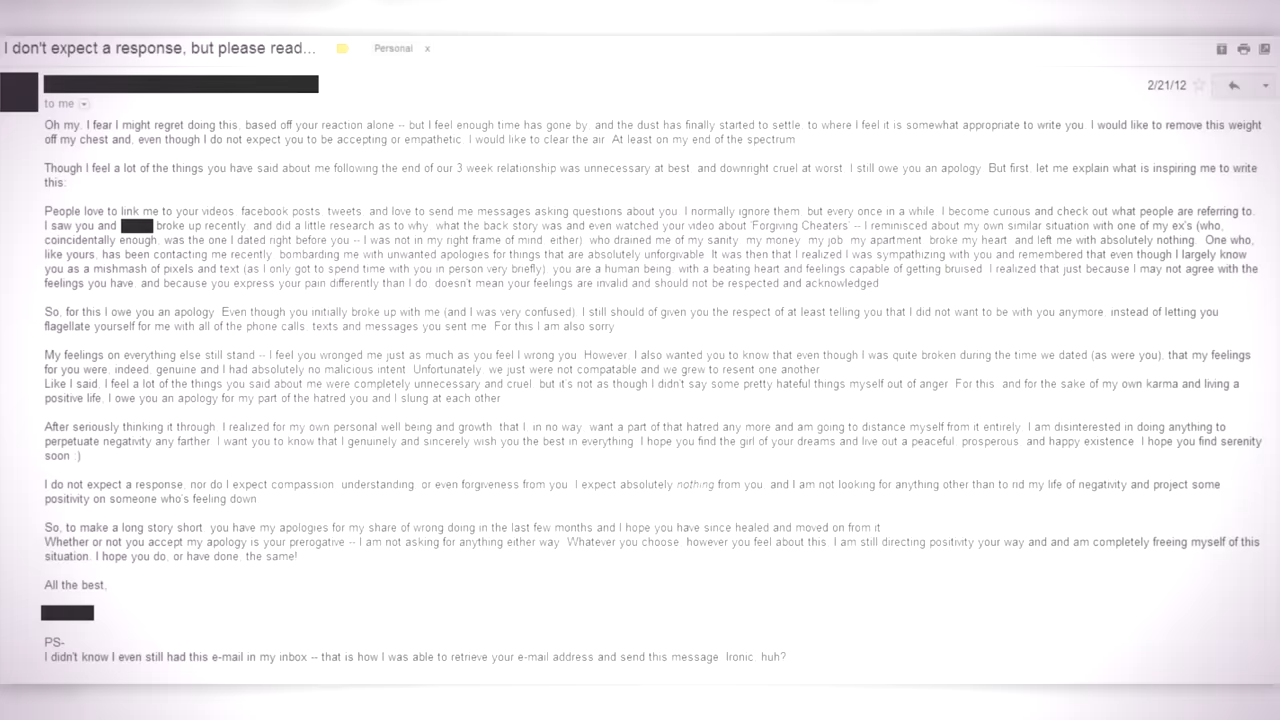 I don't expect a response, but please read...
Personal x
2/21/12
to me
Oh my, I fear I might regret doing this, based off your reaction alone -- but I feel enough time has gone by, and the dust has finally started to settle, to where I feel it is somewhat appropriate to write you. I would like to remove this weight
off my chest and, even though I do not expect you to be accepting or empathetic, I would like to clear the air. At least on my end of the spectrum
Though I feel a lot of the things you have said about me following the end of our 3 week relationship was unnecessary at best, and downright cruel at worst, I still owe you an apology. But first, let me explain what is inspiring me to write
this:
People love to link me to your videos, facebook posts, tweets, and love to send me messages asking questions about you. I normally ignore them, but every once in a while, I become curious and check out what people are referring to.
I saw you and broke up recently, and did a little research as to why, what the back story was and even watched your video about 'Forgiving Cheaters' -- I reminisced about my own similar situation with one of my ex's (who,
coincidentally enough, was the one I dated right before you -- I was not in my right frame of mind, either), who drained me of my sanity, my money, my job, my apartment, broke my heart, and left me with absolutely nothing. One who,
like yours, has been contacting me recently, bombarding me with unwanted apologies for things that are absolutely unforgivable. It was then that I realized I was sympathizing with you and remembered that even though I largely know
you as a mishmash of pixels and text (as I only got to spend time with you in person very briefly), you are a human being, with a beating heart and feelings capable of getting bruised. I realized that just because I may not agree with the
feelings you have, and because you express your pain differently than I do, doesn't mean your feelings are invalid and should not be respected and acknowledged
So, for this I owe you an apology. Even though you initially broke up with me (and I was very confused), I still should of given you the respect of at least telling you that I did not want to be with you anymore, instead of letting you
flagellate yourself for me with all of the phone calls, texts and messages you sent me. For this I am also sorry
My feelings on everything else still stand -- I feel you wronged me just as much as you feel I wrong you. However, I also wanted you to know that even though I was quite broken during the time we dated (as were you), that my feelings
for you were, indeed, genuine and I had absolutely no malicious intent. Unfortunately, we just were not compatable and we grew to resent one another
Like I said, I feel a lot of the things you said about me were completely unnecessary and cruel, but it's not as though I didn't say some pretty hateful things myself out of anger. For this, and for the sake of my own karma and living a
positive life, I owe you an apology for my part of the hatred you and I slung at each other
After seriously thinking it through, I realized for my own personal well being and growth, that I, in no way, want a part of that hatred any more and am going to distance myself from it entirely. I am disinterested in doing anything to
perpetuate negativity any farther. I want you to know that I genuinely and sincerely wish you the best in everything. I hope you find the girl of your dreams and live out a peaceful, prosperous, and happy existence. I hope you find serenity
soon :)
I do not expect a response, nor do I expect compassion, understanding, or even forgiveness from you. I expect absolutely nothing from you, and I am not looking for anything other than to rid my life of negativity and project some
positivity on someone who's feeling down
So, to make a long story short, you have my apologies for my share of wrong doing in the last few months and I hope you have since healed and moved on from it
Whether or not you accept my apology is your prerogative -- I am not asking for anything either way. Whatever you choose, however you feel about this, I am still directing positivity your way and and am completely freeing myself of this
situation. I hope you do, or have done, the same!
All the best,
PS-
I didn't know I even still had this e-mail in my inbox -- that is how I was able to retrieve your e-mail address and send this message. Ironic, huh?